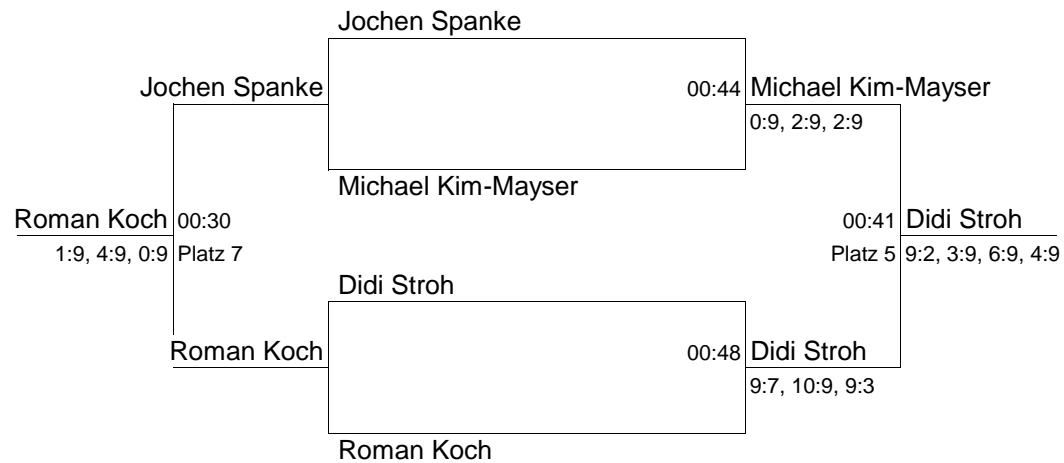 Jochen Spanke
Jochen Spanke
00:44 Michael Kim-Mayser
0:9, 2:9, 2:9
Michael Kim-Mayser
Roman Koch 00:30
00:41 Didi Stroh
1:9, 4:9, 0:9 Platz 7
Platz 5 9:2, 3:9, 6:9, 4:9
Didi Stroh
Roman Koch
00:48 Didi Stroh
9:7, 10:9, 9:3
Roman Koch